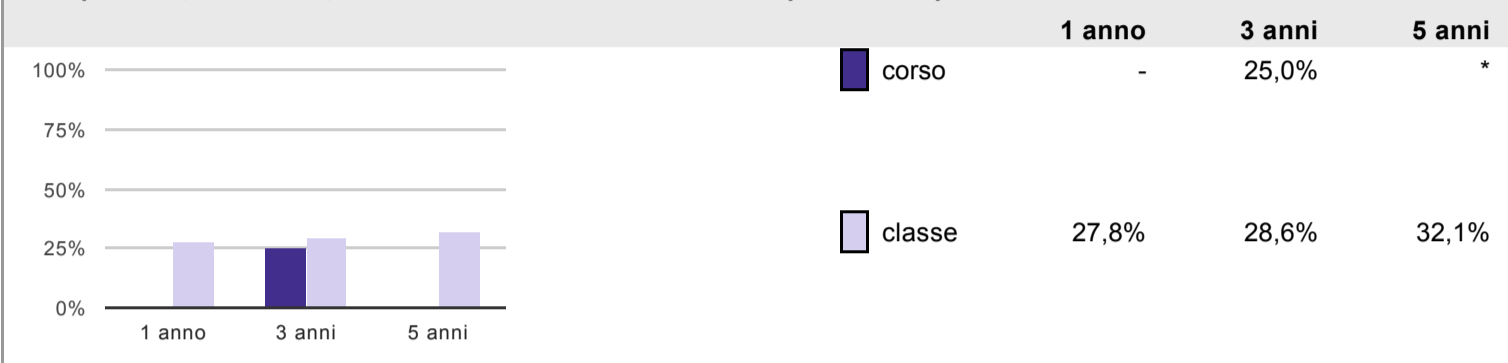 1 anno 3 anni 5 anni
100%
75%
50%
25%
0%
1 anno 3 anni 5 anni
corso - 25,0% *
classe 27,8% 28,6% 32,1%